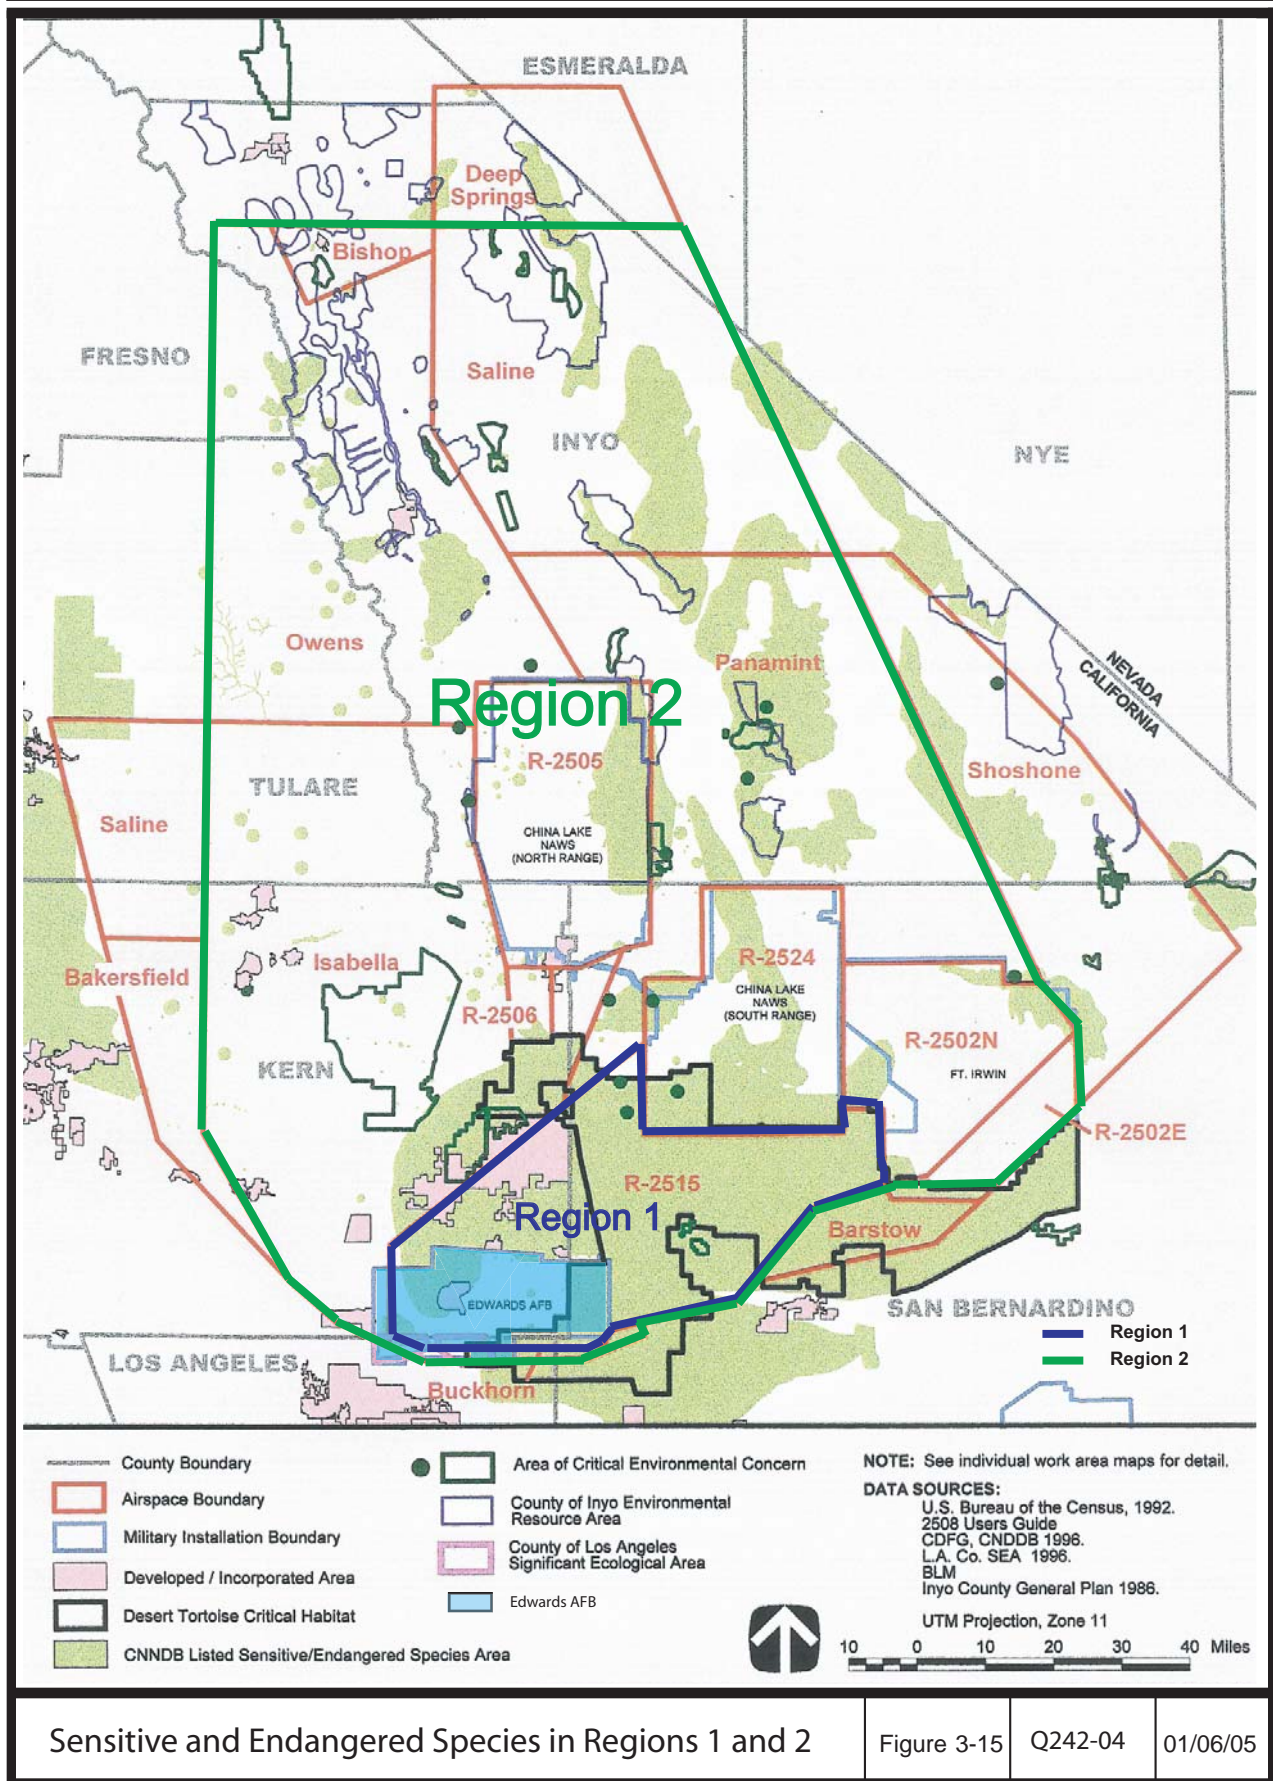 ESMERALDA
Deep
Springs
Bishop
FRESNO
Saline
INYO
NYE
Owens
Panamint
NEVADA
CALIFORNIA
Region 2
R-2505
Shoshone
TULARE
Saline
CHINA LAKE
NAWS
(NORTH RANGE)
Bakersfield
Isabella
R-2524
CHINA LAKE
NAWS
(SOUTH RANGE)
R-2506
R-2502N
KERN
FT. IRWIN
R-2502E
R-2515
Region 1
Barstow
EDWARDS AFB
SAN BERNARDINO
Region 1
Region 2
LOS ANGELES
Buckhorn
County Boundary
Airspace Boundary
Military Installation Boundary
Developed / Incorporated Area
Desert Tortoise Critical Habitat
CNNDB Listed Sensitive/Endangered Species Area
Area of Critical Environmental Concern
County of Inyo Environmental
Resource Area
County of Los Angeles
Significant Ecological Area
Edwards AFB
NOTE: See individual work area maps for detail.
DATA SOURCES:
U.S. Bureau of the Census, 1992.
2508 Users Guide
CDFG, CNDDB 1996.
L.A. Co. SEA 1996.
BLM
Inyo County General Plan 1986.
UTM Projection, Zone 11
10 0 10 20 30 40 Miles
Sensitive and Endangered Species in Regions 1 and 2
Figure 3-15
Q242-04
01/06/05